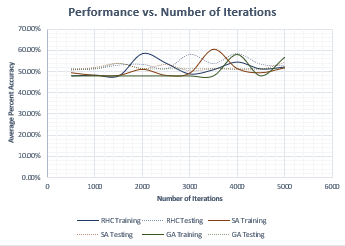 Performance vs. Number of Iterations
70.00%
60.00%
50.00%
40.00%
30.00%
20.00%
10.00%
0.00%
Average Percent Accuracy
0 1000 2000 3000 4000 5000 6000
Number of Iterations
RHC Training RHC Testing SA Training
SA Testing GA Training GA Testing